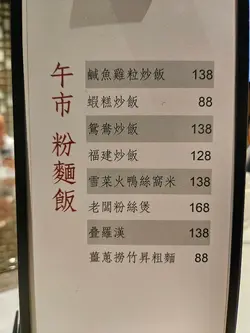 午市 粉麵飯
鹹魚雞粒炒飯 138
蝦糕炒飯 88
鴛鴦炒飯 138
福建炒飯 128
雪菜火鴨絲窩米 138
老闆粉絲煲 168
叠羅漢 138
薑蔥撈竹昇粗麵 88